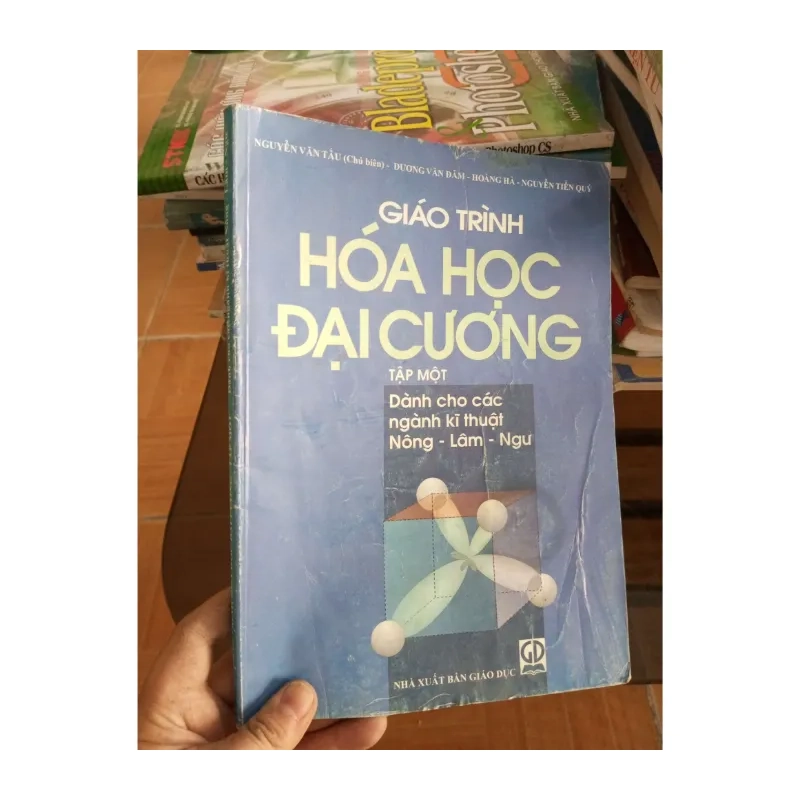 Bladepro
Photoshop
Photoshop CS
NGUYỄN VĂN TẤU (Chủ biên) - DƯƠNG VĂN ĐẢM - HOÀNG HÀ - NGUYỄN TIẾN QUÝ
GIÁO TRÌNH
HÓA HỌC
ĐẠI CƯƠNG
TẬP MỘT
Dành cho các
ngành kĩ thuật
Nông - Lâm - Ngư
GD
NHÀ XUẤT BẢN GIÁO DỤC